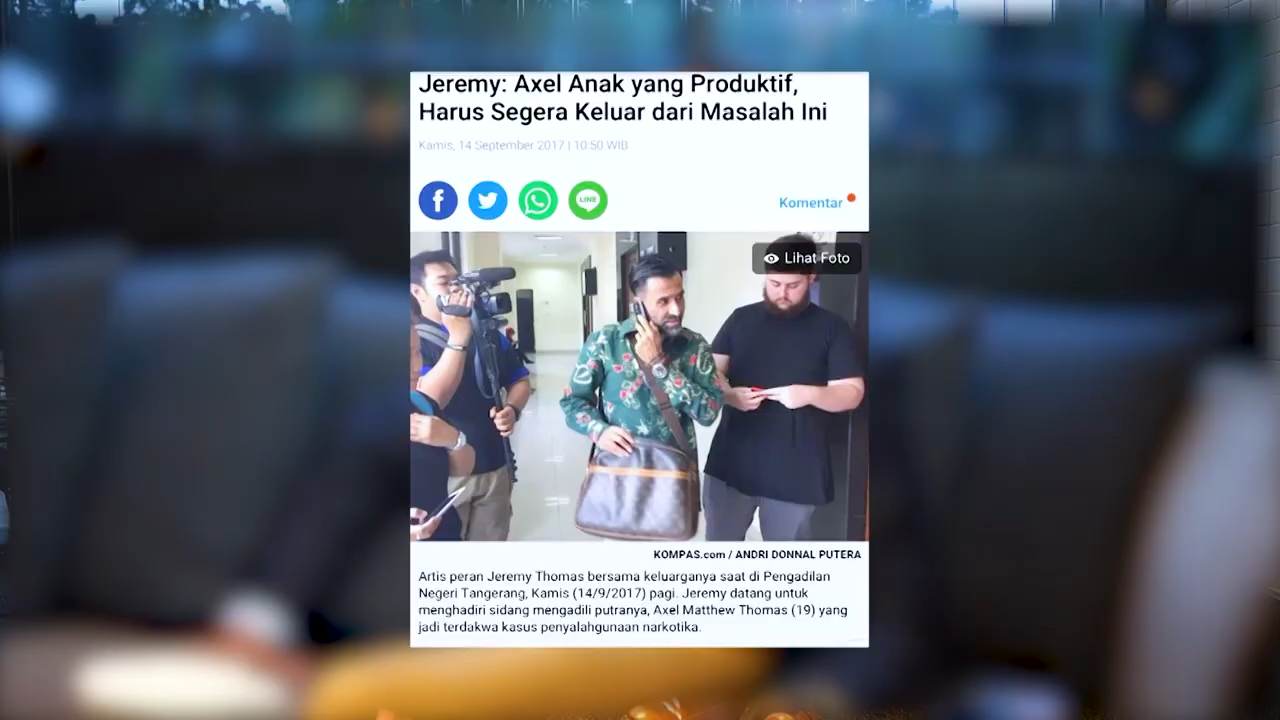 Jeremy: Axel Anak yang Produktif,
Harus Segera Keluar dari Masalah Ini
Kamis, 14 September 2017 | 10:50 WIB
LINE
Komentar
Lihat Foto
KOMPAS.com / ANDRI DONNAL PUTERA
Artis peran Jeremy Thomas bersama keluarganya saat di Pengadilan
Negeri Tangerang, Kamis (14/9/2017) pagi. Jeremy datang untuk
menghadiri sidang mengadili putranya, Axel Matthew Thomas (19) yang
jadi terdakwa kasus penyalahgunaan narkotika.